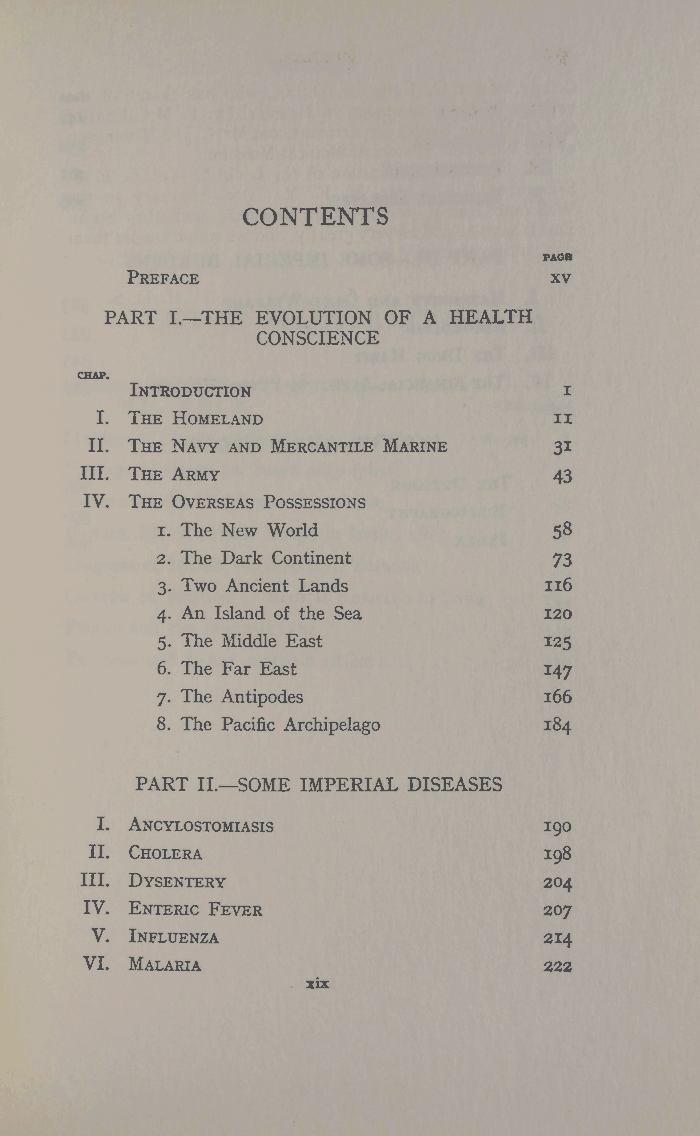 CONTENTS
PAGE
PREFACE XV
PART I.—THE EVOLUTION OF A HEALTH
CONSCIENCE
CHAP.
INTRODUCTION 1
I. THE HOMELAND 11
II. THE NAVY AND MERCANTILE MARINE 31
III. THE ARMY 43
IV. THE OVERSEAS POSSESSIONS
1. The New World 58
2. The Dark Continent 73
3. Two Ancient Lands 116
4. An Island of the Sea 120
5. The Middle East 125
6. The Far East 147
7. The Antipodes 166
8. The Pacific Archipelago 184
PART II.—SOME IMPERIAL DISEASES
I. ANCYLOSTOMIASIS 190
II. CHOLERA 198
III. DYSENTERY 204
IV. ENTERIC FEVER 207
V. INFLUENZA 214
VI. MALARIA 222
xix